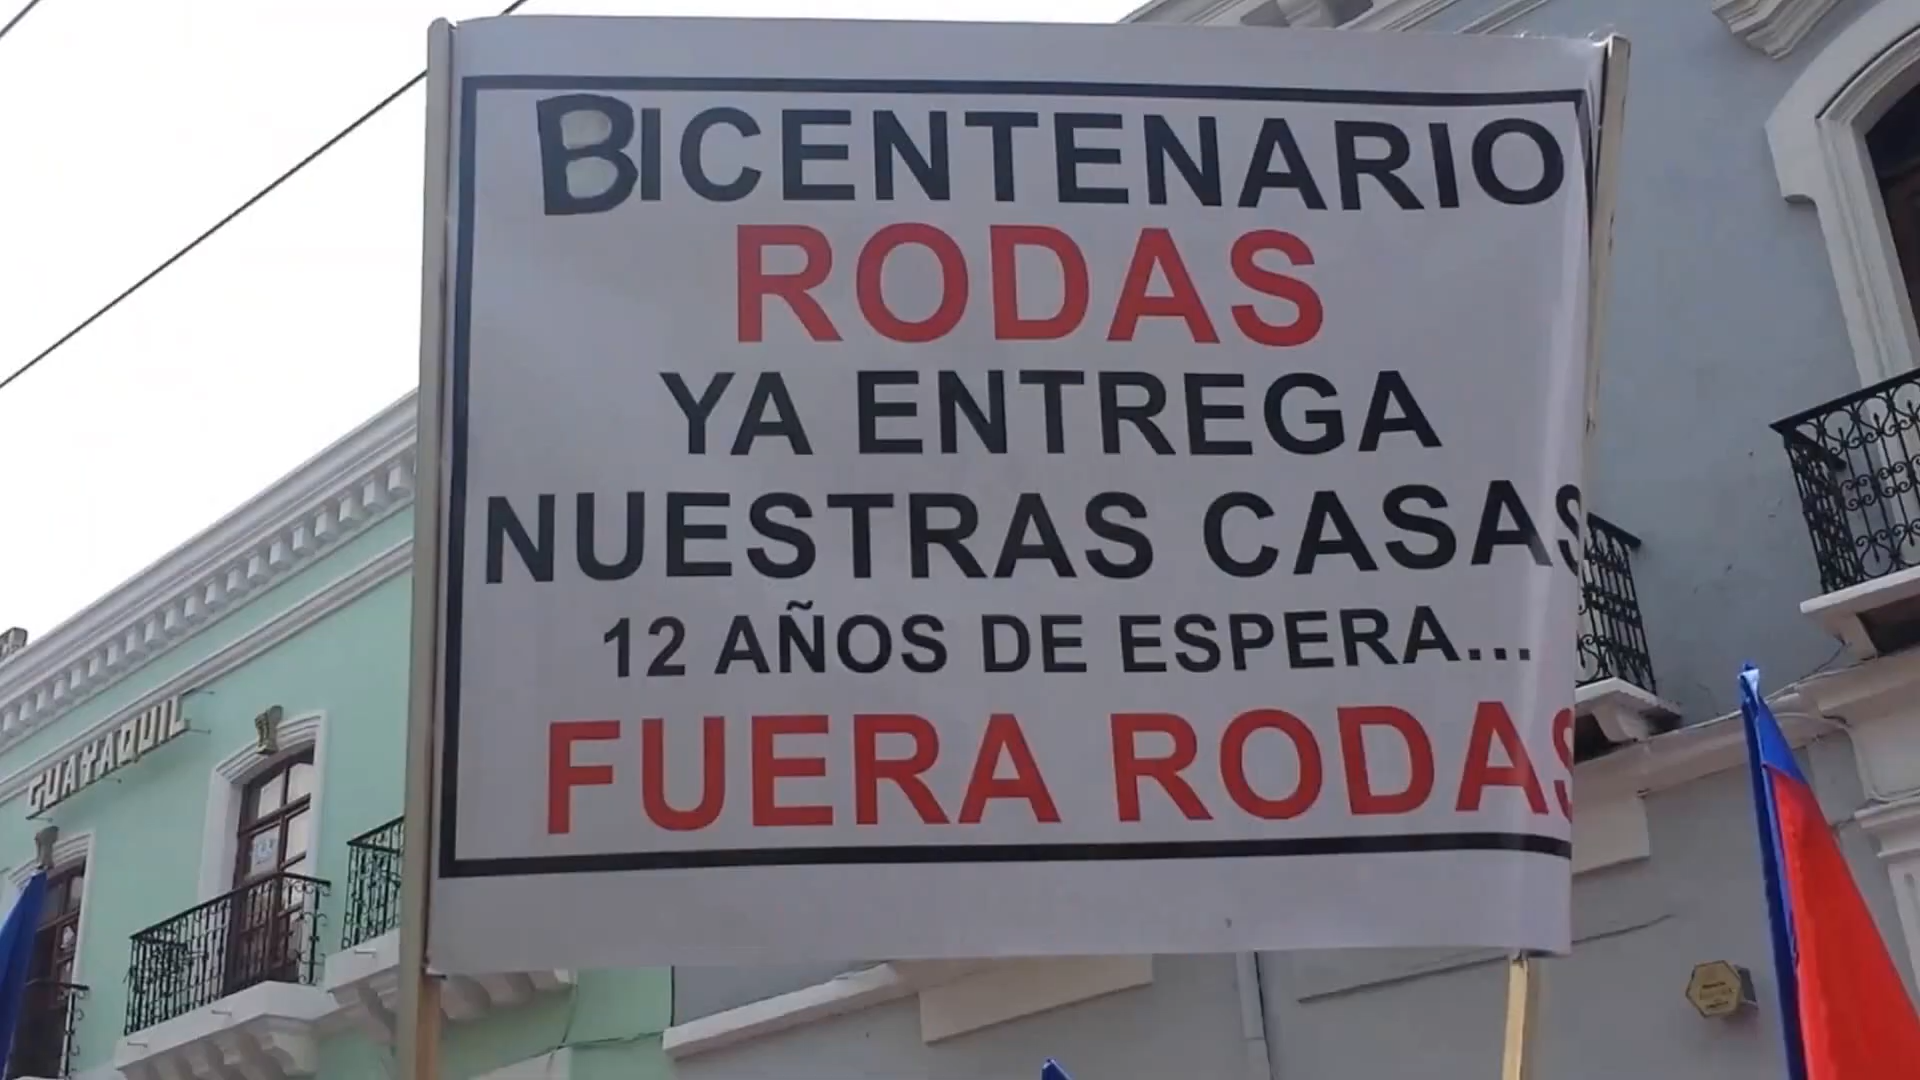 BICENTENARIO
RODAS
YA ENTREGA
NUESTRAS CASAS
12 AÑOS DE ESPERA...
FUERA RODAS
GUAYAQUIL